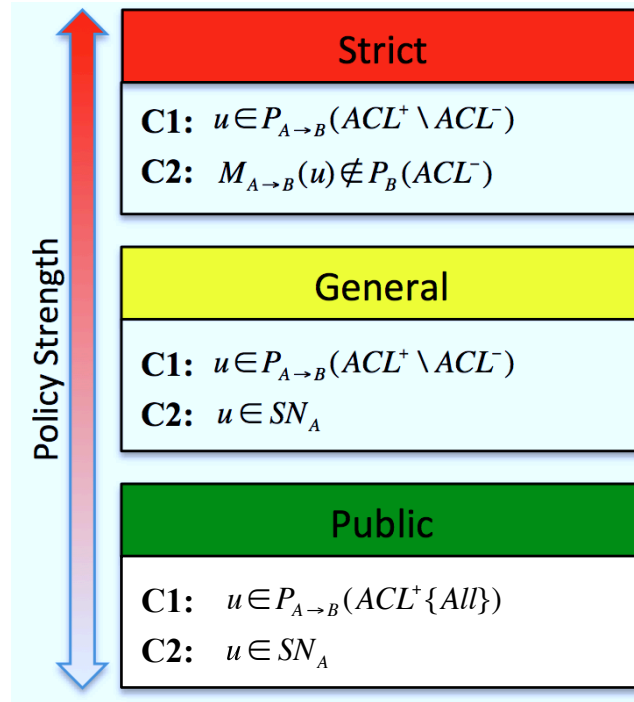 Policy Strength
Strict
C1: u ∈ P_{A→B}(ACL⁺ \ ACL⁻)
C2: M_{A→B}(u) ∉ P_B(ACL⁻)
General
C1: u ∈ P_{A→B}(ACL⁺ \ ACL⁻)
C2: u ∈ SN_A
Public
C1: u ∈ P_{A→B}(ACL⁺{All})
C2: u ∈ SN_A